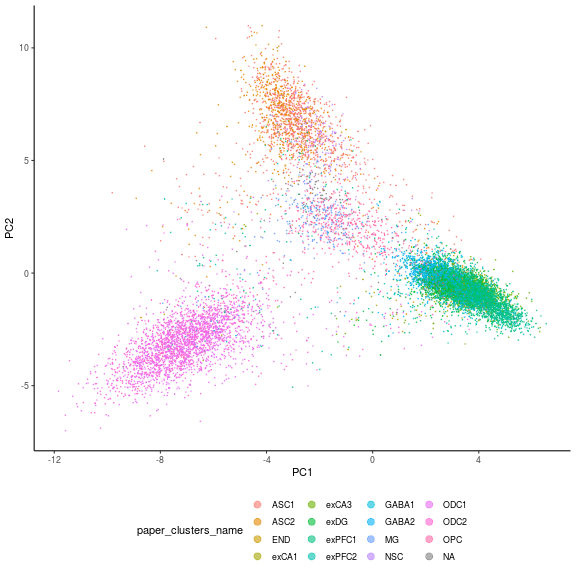 10
5
0
-5
PC2
-12 -8 -4 0 4
PC1
paper_clusters_name
ASC1 exCA3 GABA1 ODC1
ASC2 exDG GABA2 ODC2
END exPFC1 MG OPC
exCA1 exPFC2 NSC NA